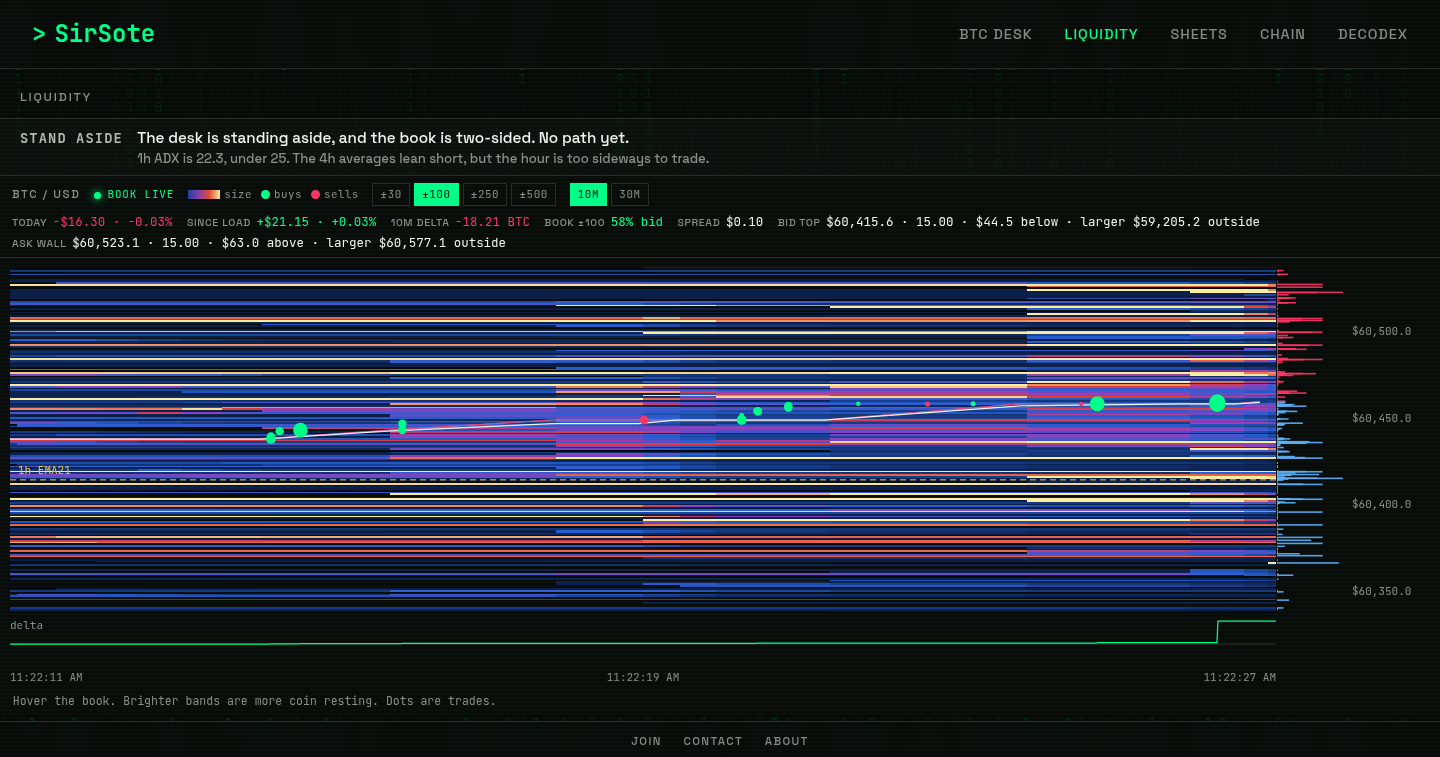 > SirSote
BTC DESK LIQUIDITY SHEETS CHAIN DECODEX
LIQUIDITY
STAND ASIDE The desk is standing aside, and the book is two-sided. No path yet.
1h ADX is 22.3, under 25. The 4h averages lean short, but the hour is too sideways to trade.
BTC / USD BOOK LIVE size buys sells ±30 ±100 ±250 ±500 10M 30M
TODAY -$16.30 · -0.03% SINCE LOAD +$21.15 · +0.03% 10M DELTA -18.21 BTC BOOK ±100 58% bid SPREAD $0.10 BID TOP $60,415.6 · 15.00 · $44.5 below · larger $59,205.2 outside
ASK WALL $60,523.1 · 15.00 · $63.0 above · larger $60,577.1 outside
$60,500.0
$60,450.0
1h EMA21
$60,400.0
$60,350.0
delta
11:22:11 AM 11:22:19 AM 11:22:27 AM
Hover the book. Brighter bands are more coin resting. Dots are trades.
JOIN CONTACT ABOUT